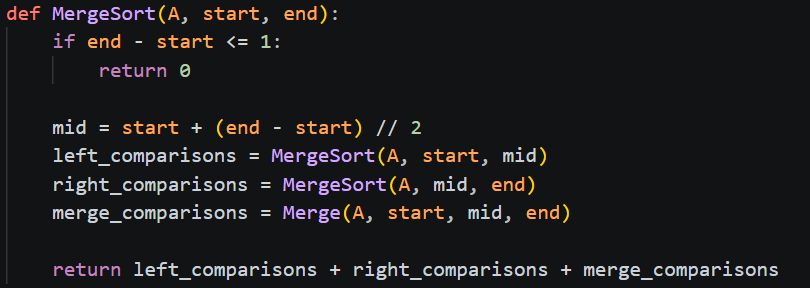 def MergeSort(A, start, end):
    if end - start <= 1:
        return 0

    mid = start + (end - start) // 2
    left_comparisons = MergeSort(A, start, mid)
    right_comparisons = MergeSort(A, mid, end)
    merge_comparisons = Merge(A, start, mid, end)

    return left_comparisons + right_comparisons + merge_comparisons